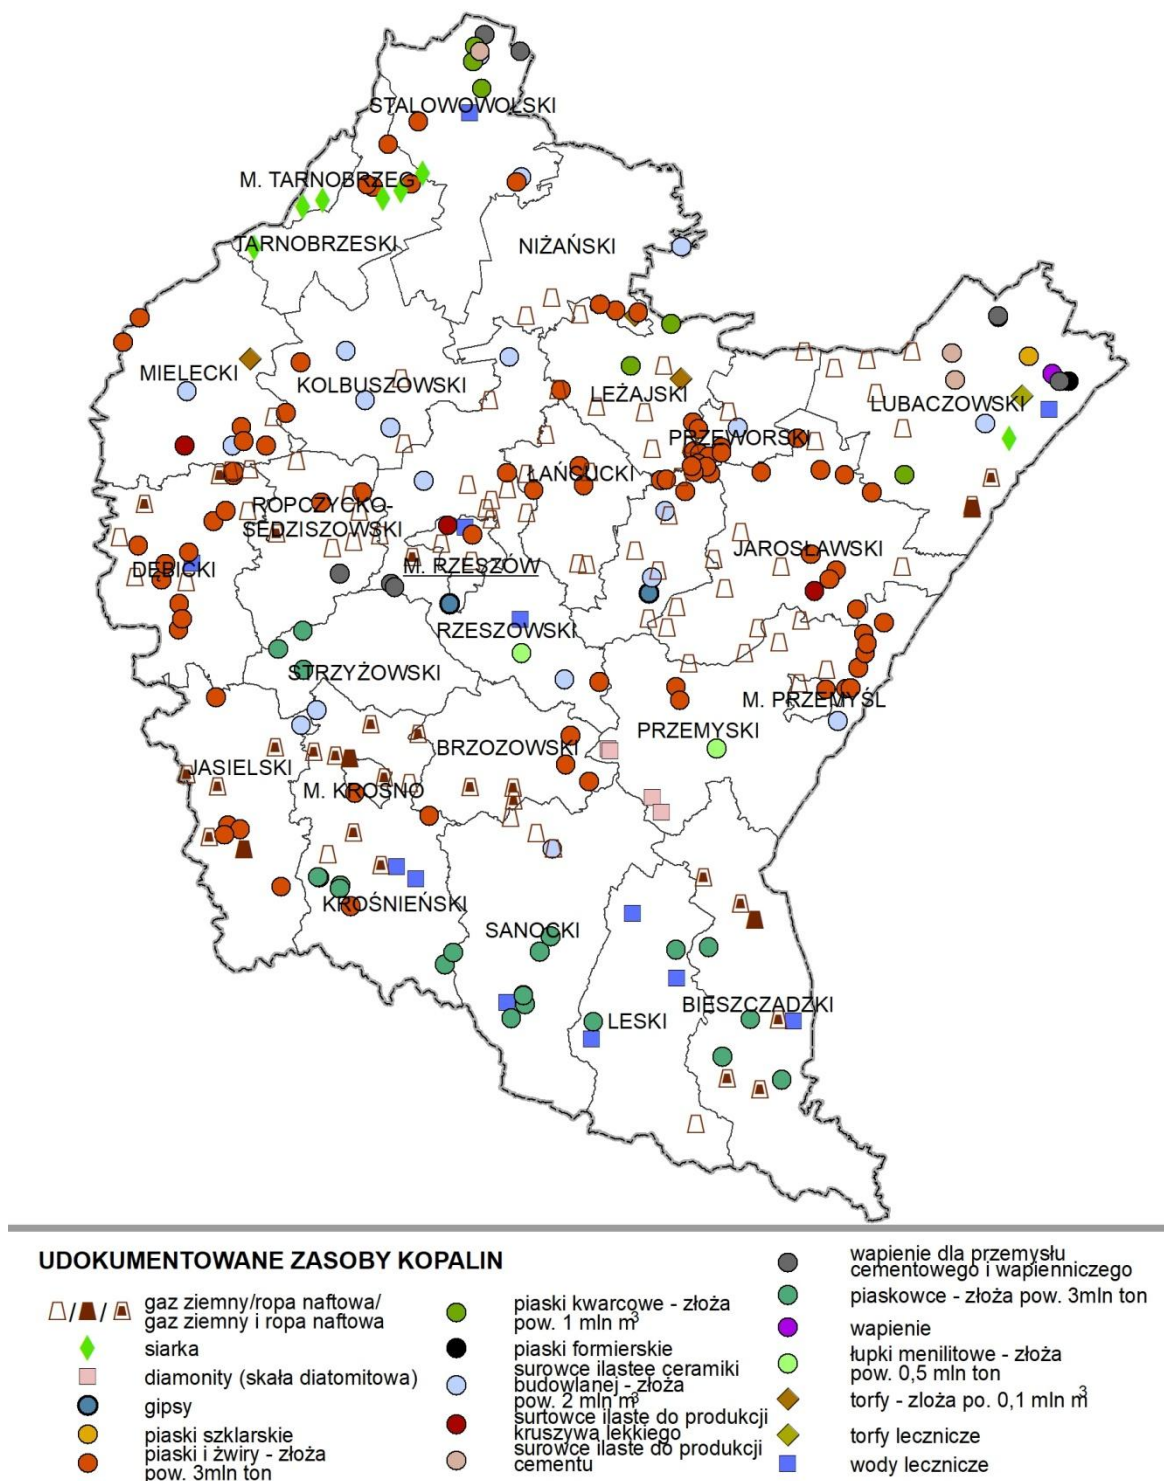 STALOWOWOLSKI
M. TARNOBRZEG
TARNOBRZESKI
NIŻAŃSKI
MIELECKI
KOLBUSZOWSKI
LEŻAJSKI
LUBACZOWSKI
PRZEWORSKI
ŁAŃCUCKI
ROPCZYCKO-
SĘDZISZOWSKI
JAROSŁAWSKI
DĘBICKI
M. RZESZÓW
RZESZOWSKI
STRZYŻOWSKI
M. PRZEMYŚL
PRZEMYSKI
BRZOZOWSKI
JASIELSKI
M. KROSNO
KROŚNIEŃSKI
SANOCKI
BIESZCZADZKI
LESKI
UDOKUMENTOWANE ZASOBY KOPALIN
gaz ziemny/ropa naftowa/
gaz ziemny i ropa naftowa
siarka
diamonity (skała diatomitowa)
gipsy
piaski szklarskie
piaski i żwiry - złoża
pow. 3mln ton
piaski kwarcowe - złoża
pow. 1 mln m³
piaski formierskie
surowce ilastee ceramiki
budowlanej - złoża
pow. 2 mln m³
surtowce ilaste do produkcji
kruszywa lekkiego
surowce ilaste do produkcji
cementu
wapienie dla przemysłu
cementowego i wapienniczego
piaskowce - złoża pow. 3mln ton
wapienie
łupki menilitowe - złoża
pow. 0,5 mln ton
torfy - zloża po. 0,1 mln m³
torfy lecznicze
wody lecznicze